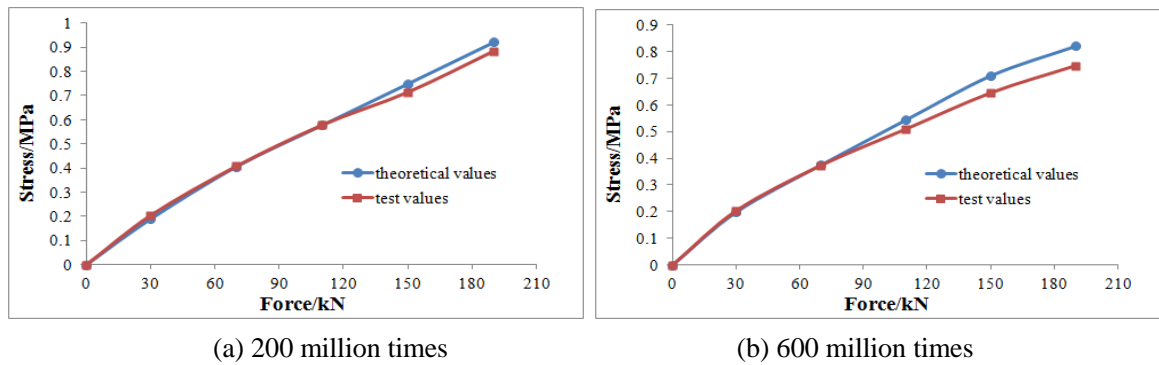 1
0.9
0.8
0.7
0.6
0.5
0.4
0.3
0.2
0.1
0
Stress/MPa
theoretical values
test values
0 30 60 90 120 150 180 210
Force/kN
(a) 200 million times
0.9
0.8
0.7
0.6
0.5
0.4
0.3
0.2
0.1
0
Stress/MPa
theoretical values
test values
0 30 60 90 120 150 180 210
Force/kN
(b) 600 million times